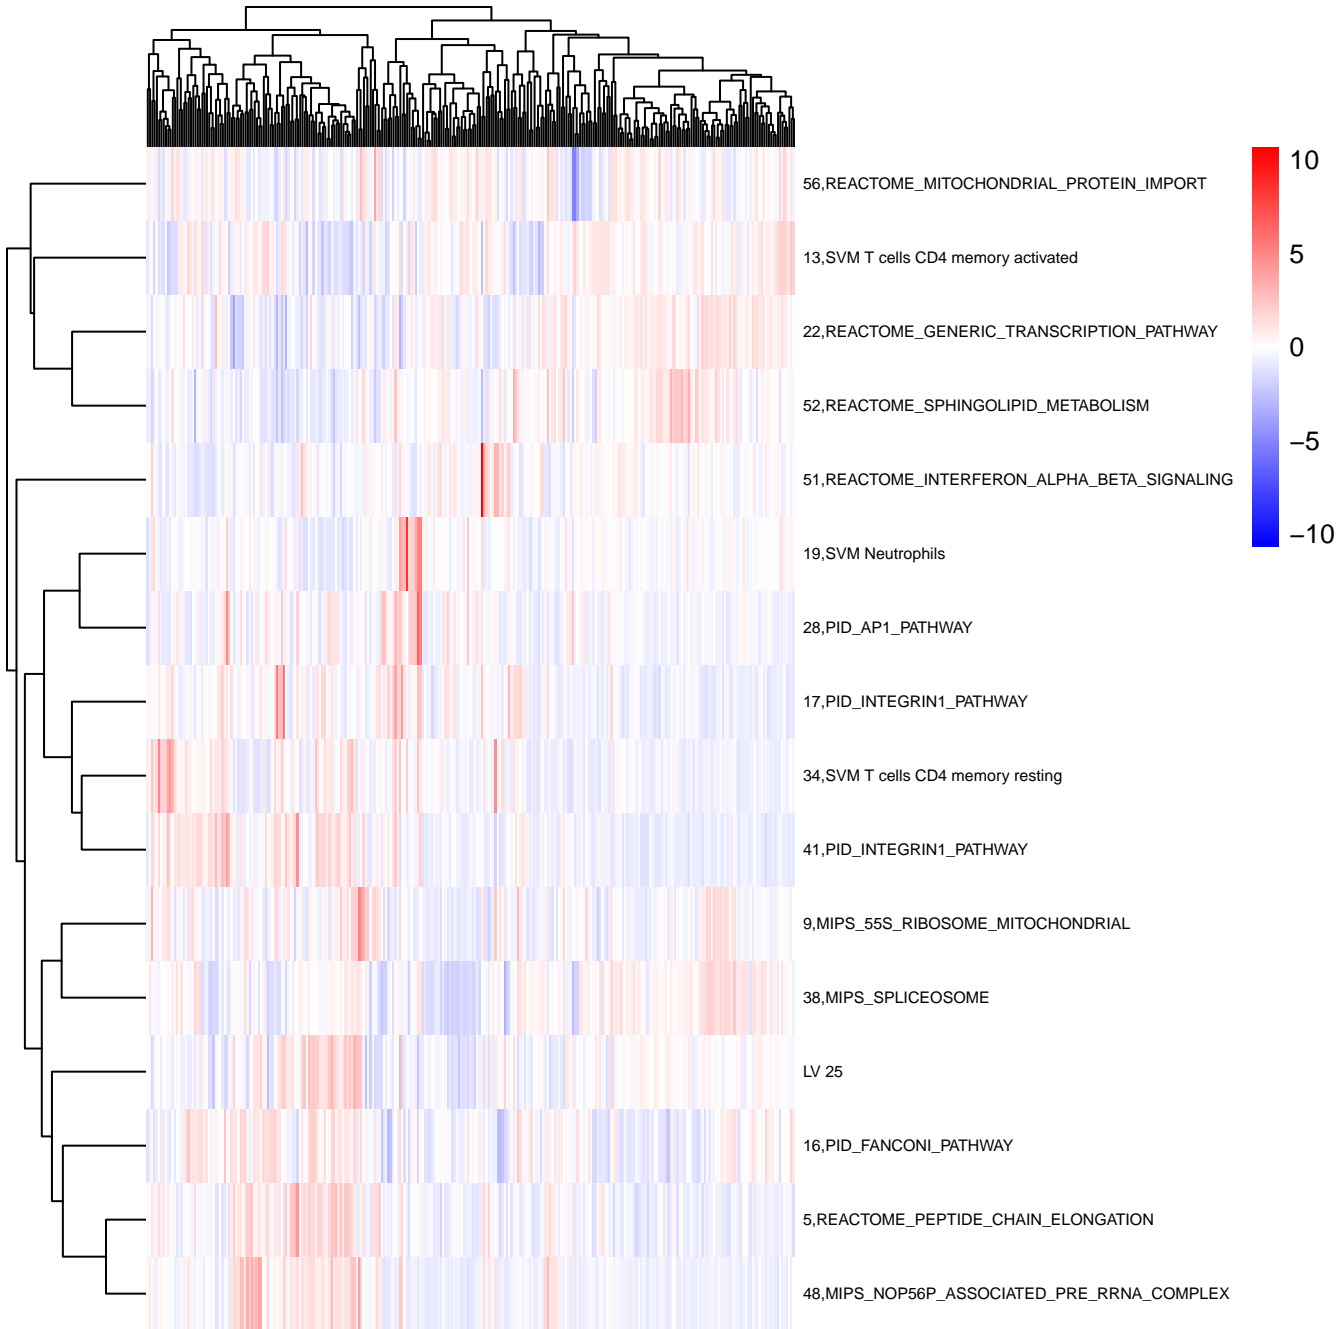 56,REACTOME_MITOCHONDRIAL_PROTEIN_IMPORT
13,SVM T cells CD4 memory activated
22,REACTOME_GENERIC_TRANSCRIPTION_PATHWAY
52,REACTOME_SPHINGOLIPID_METABOLISM
51,REACTOME_INTERFERON_ALPHA_BETA_SIGNALING
19,SVM Neutrophils
28,PID_AP1_PATHWAY
17,PID_INTEGRIN1_PATHWAY
34,SVM T cells CD4 memory resting
41,PID_INTEGRIN1_PATHWAY
9,MIPS_55S_RIBOSOME_MITOCHONDRIAL
38,MIPS_SPLICEOSOME
LV 25
16,PID_FANCONI_PATHWAY
5,REACTOME_PEPTIDE_CHAIN_ELONGATION
48,MIPS_NOP56P_ASSOCIATED_PRE_RRNA_COMPLEX
10
5
0
−5
−10